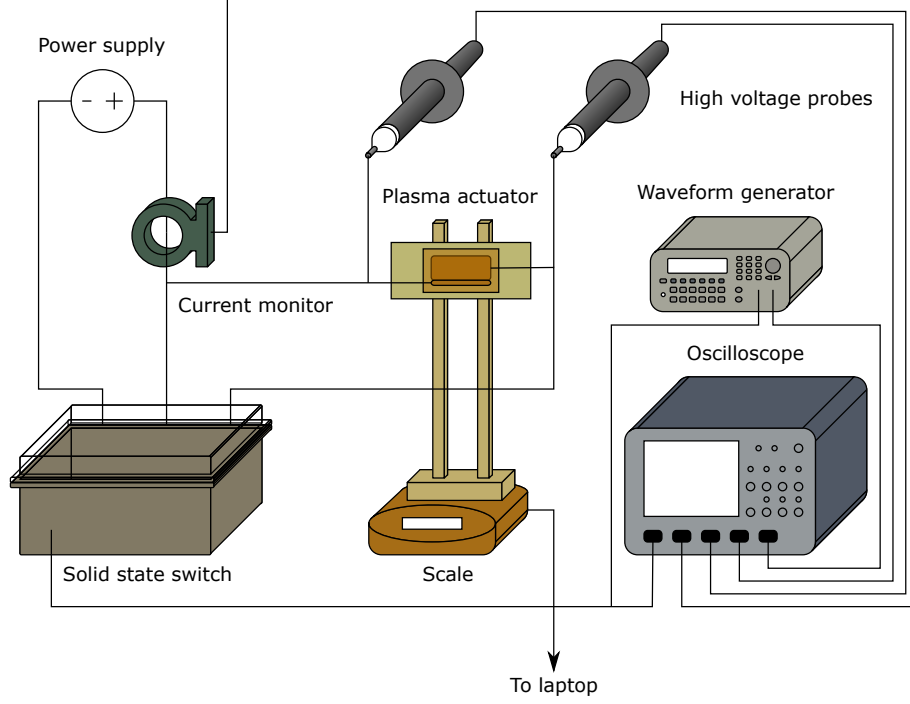 Power supply
- +
High voltage probes
Plasma actuator
Waveform generator
Current monitor
Oscilloscope
Solid state switch
Scale
To laptop